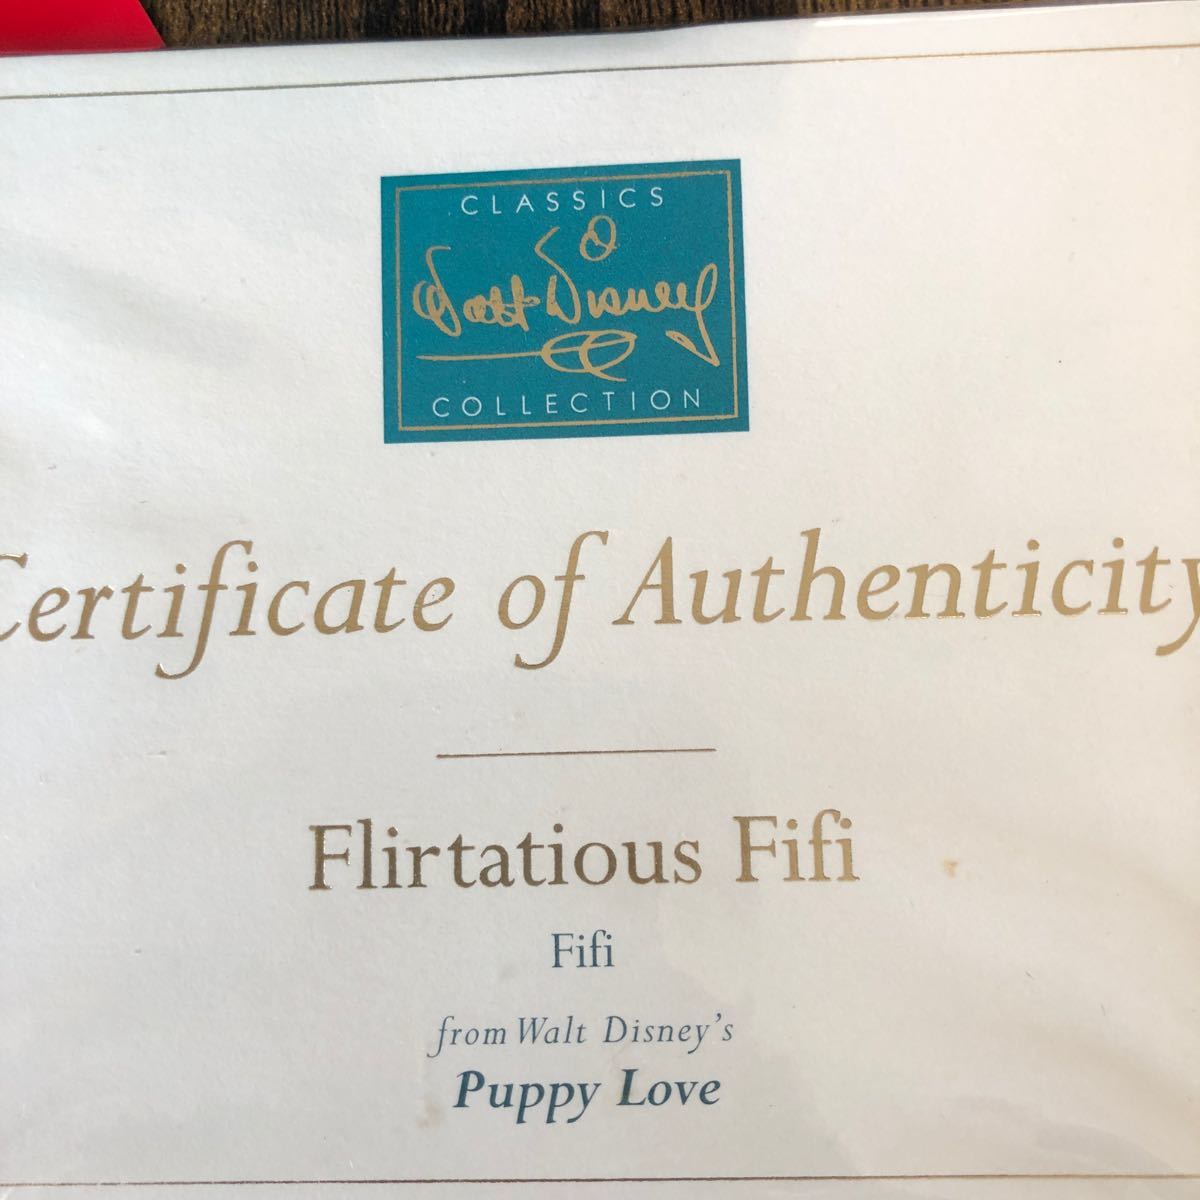 CLASSICS
Walt Disney
COLLECTION
Certificate of Authenticity
Flirtatious Fifi
Fifi
from Walt Disney's
Puppy Love